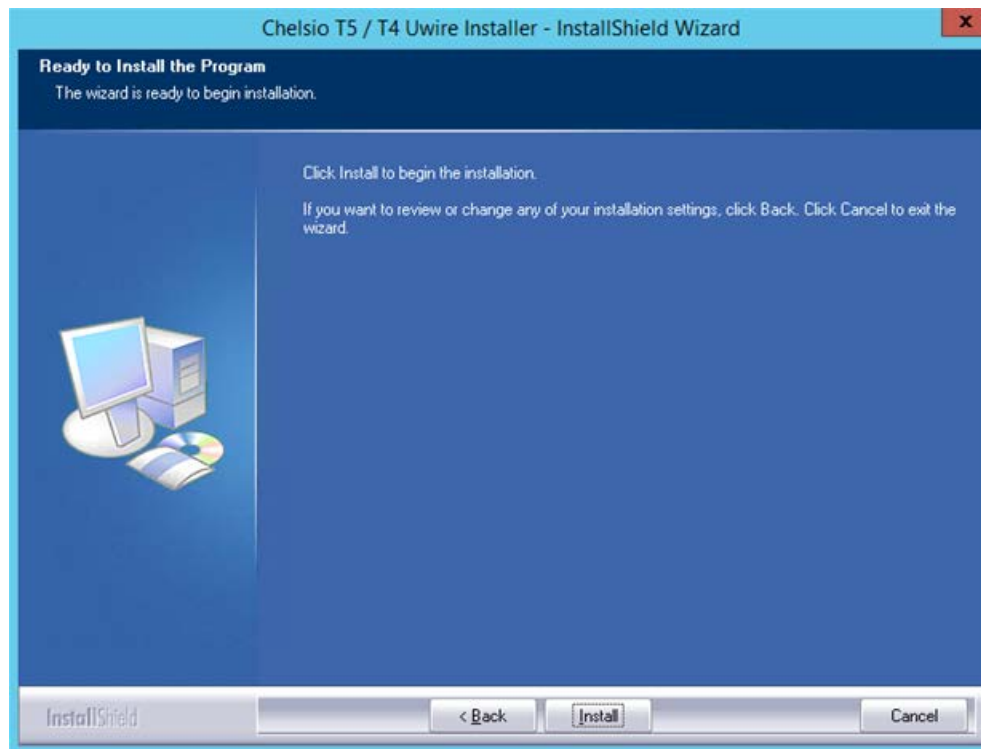 Chelsio T5 / T4 Uwire Installer - InstallShield Wizard
x
Ready to Install the Program
The wizard is ready to begin installation.
Click Install to begin the installation.
If you want to review or change any of your installation settings, click Back. Click Cancel to exit the
wizard.
InstallShield
< Back
Install
Cancel